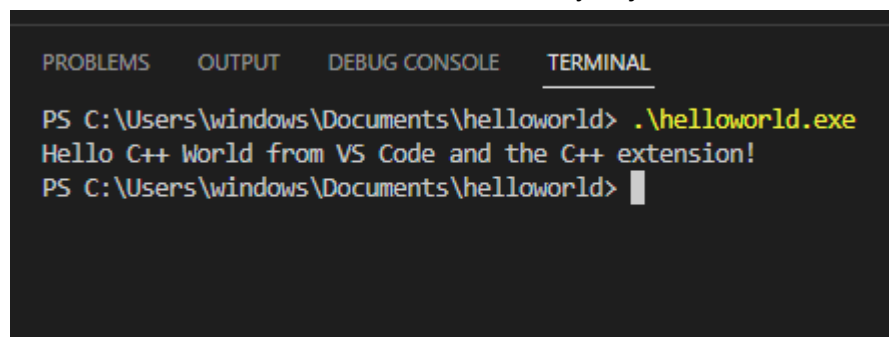 PROBLEMS OUTPUT DEBUG CONSOLE TERMINAL
PS C:\Users\windows\Documents\helloworld> .\helloworld.exe
Hello C++ World from VS Code and the C++ extension!
PS C:\Users\windows\Documents\helloworld>